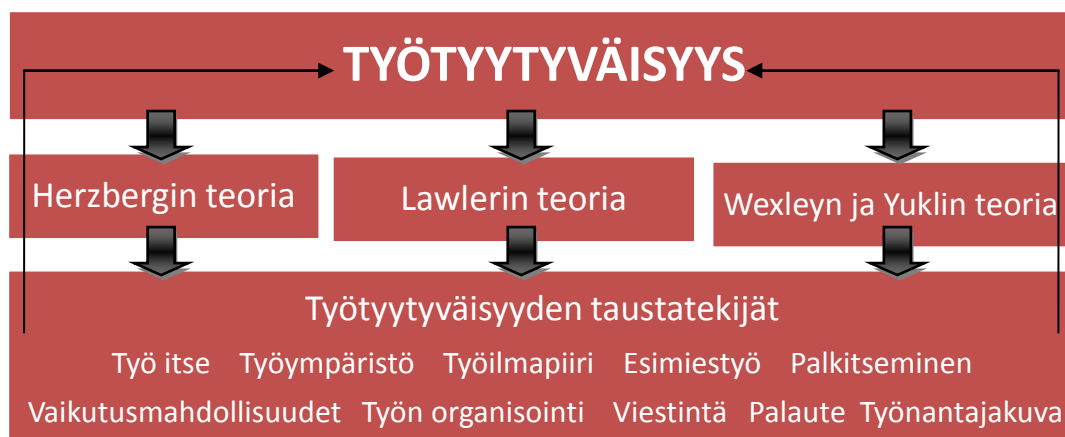 TYÖTYYTYVÄISYYS
Herzbergin teoria
Lawlerin teoria
Wexleyn ja Yuklin teoria
Työtyytyväisyyden taustatekijät
Työ itse Työympäristö Työilmapiiri Esimiestyö Palkitseminen
Vaikutusmahdollisuudet Työn organisointi Viestintä Palaute Työnantajakuva